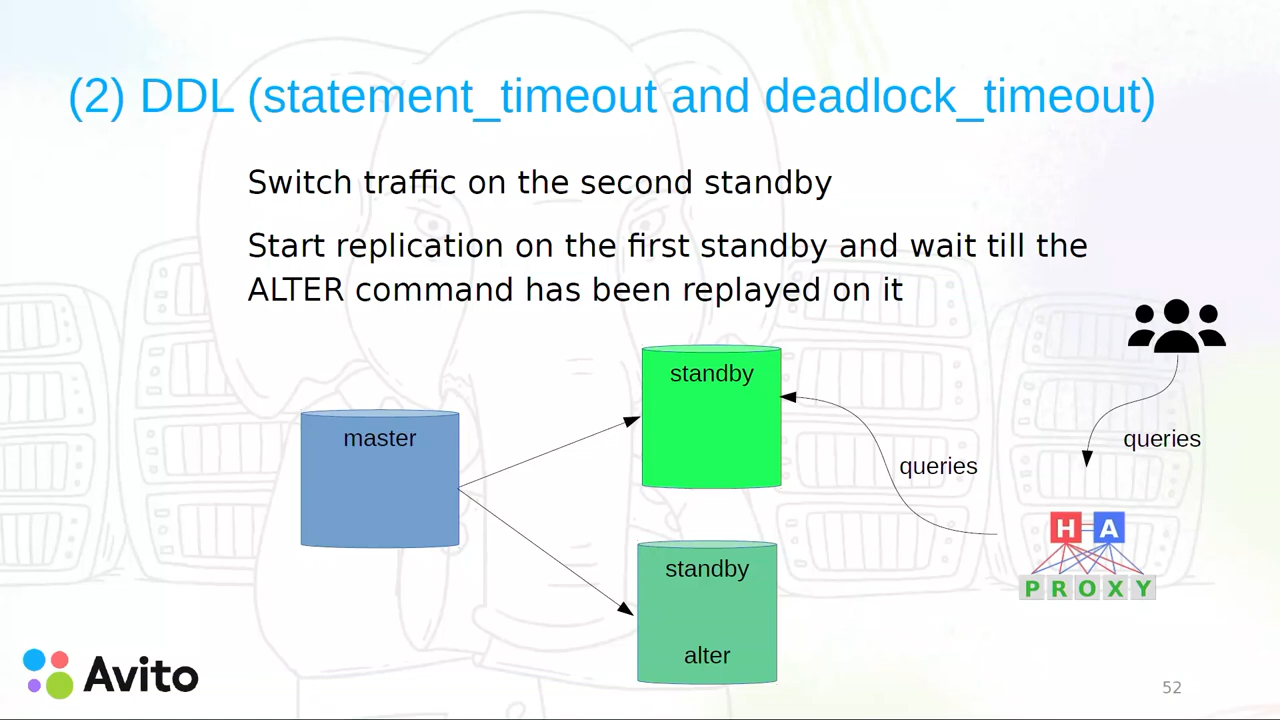 (2) DDL (statement_timeout and deadlock_timeout)
Switch traffic on the second standby
Start replication on the first standby and wait till the
ALTER command has been replayed on it
standby
master
queries
queries
H A
PROXY
standby
alter
Avito
52